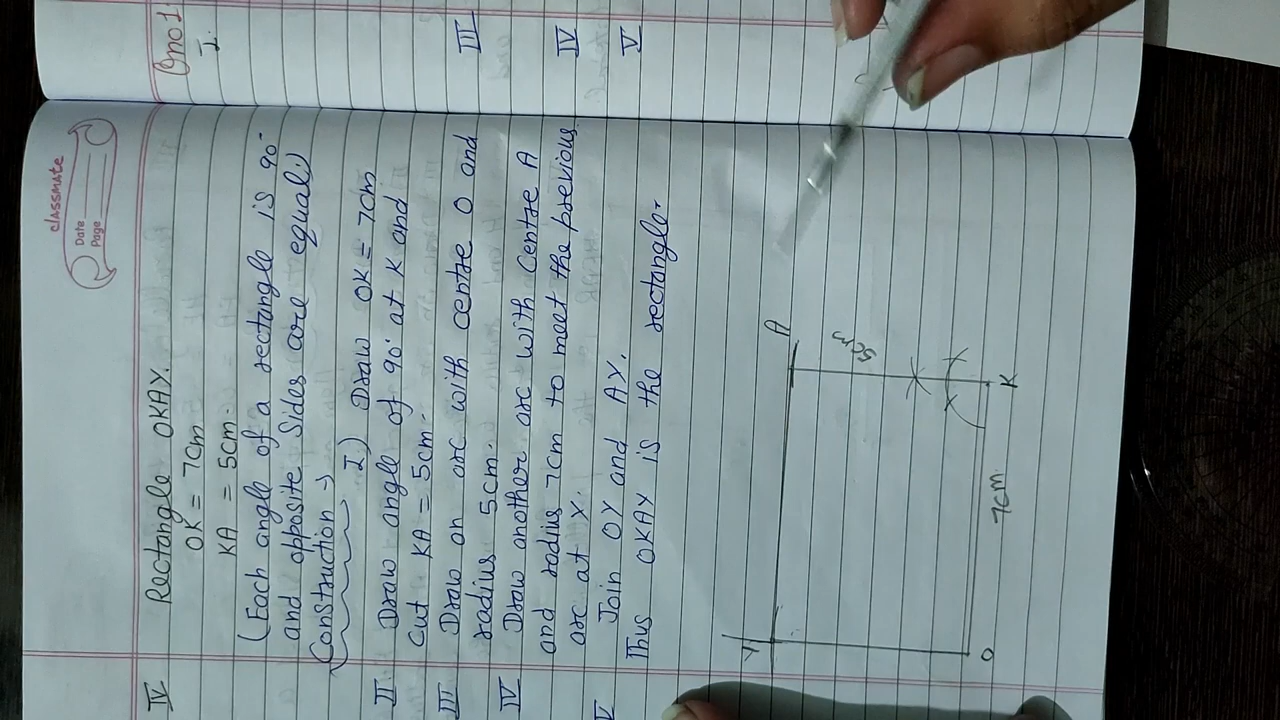 classmate
Date
Page
IV Rectangle OKAY.
OK = 7cm
KA = 5cm.
(Each angle of a rectangle is 90°
and opposite sides are equal)
Construction → I) Draw OK = 7cm
II Draw angle of 90° at K and
cut KA = 5cm.
III Draw an arc with centre O and
radius 5cm.
IV Draw another arc with centre A
and radius 7cm to meet the previous
arc at Y.
V Join OY and AY.
Thus OKAY is the rectangle.
Y A
5cm
O 7cm K
Qno1
I.
III
IV
V